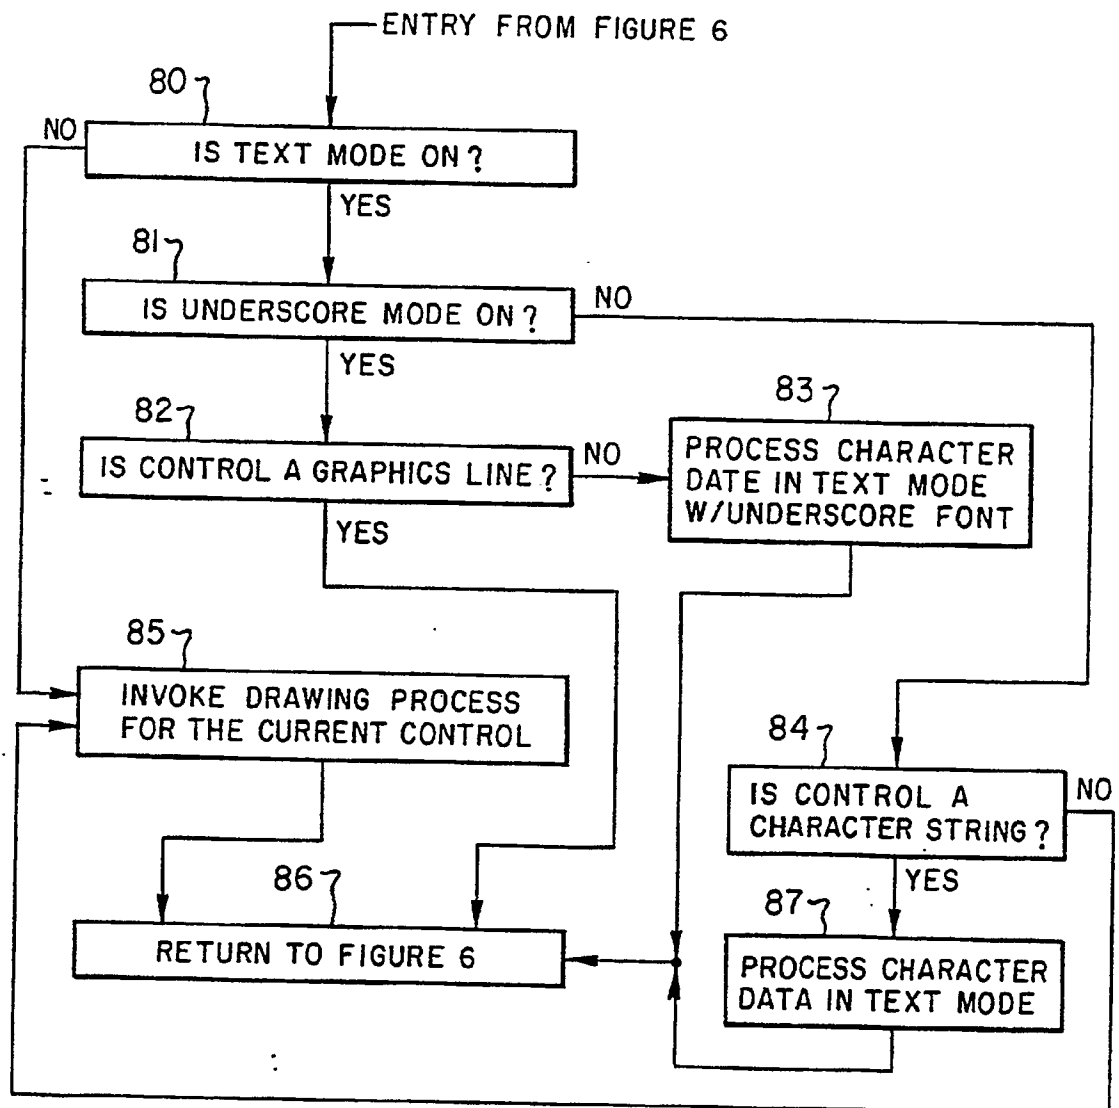 ENTRY FROM FIGURE 6
80
NO
IS TEXT MODE ON?
YES
81
IS UNDERSCORE MODE ON?
NO
YES
82
IS CONTROL A GRAPHICS LINE?
NO
YES
83
PROCESS CHARACTER
DATE IN TEXT MODE
W/UNDERSCORE FONT
85
INVOKE DRAWING PROCESS
FOR THE CURRENT CONTROL
84
IS CONTROL A
CHARACTER STRING?
NO
YES
86
RETURN TO FIGURE 6
87
PROCESS CHARACTER
DATA IN TEXT MODE